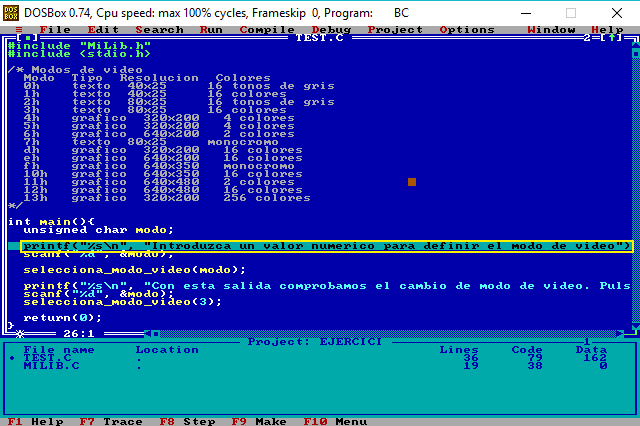 DOSBox 0.74, Cpu speed: max 100% cycles, Frameskip 0, Program: BC
≡ File Edit Search Run Compile Debug Project Options Window Help
TEST.C 2=[↑]
#include "MiLib.h"
#include <stdio.h>
/* Modos de video
Modo Tipo Resolucion Colores
0h texto 40x25 16 tonos de gris
1h texto 40x25 16 colores
2h texto 80x25 16 tonos de gris
3h texto 80x25 16 colores
4h grafico 320x200 4 colores
5h grafico 320x200 4 colores
6h grafico 640x200 2 colores
7h texto 80x25 monocromo
dh grafico 320x200 16 colores
eh grafico 640x200 16 colores
fh grafico 640x350 monocromo
10h grafico 640x350 16 colores
11h grafico 640x480 2 colores
12h grafico 640x480 16 colores
13h grafico 320x200 256 colores
*/
int main(){
unsigned char modo;
printf("%s\n", "Introduzca un valor numerico para definir el modo de video")
scanf("%d", &modo);
selecciona_modo_video(modo);
printf("%s\n", "Con esta salida comprobamos el cambio de modo de video. Puls
scanf("%d", &modo);
selecciona_modo_video(3);
return(0);
}
26:1
Project: EJERCICI 1
File name Location Lines Code Data
• TEST.C . 36 79 162
MILIB.C . 19 38 0
F1 Help F7 Trace F8 Step F9 Make F10 Menu